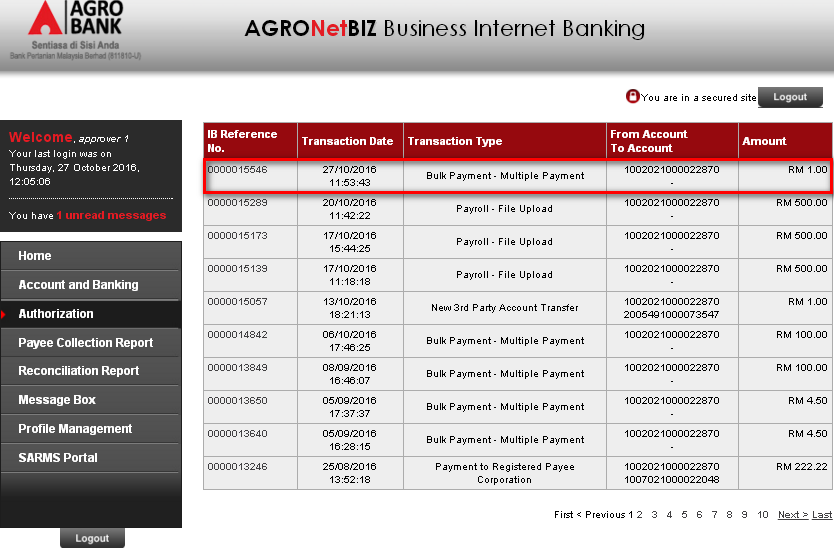 AGRO
BANK
Sentiasa di Sisi Anda
Bank Pertanian Malaysia Berhad (811810-U)
AGRONetBIZ Business Internet Banking
You are in a secured site
Logout
Welcome, approver 1
Your last login was on
Thursday, 27 October 2016,
12:05:06
You have 1 unread messages
Home
Account and Banking
Authorization
Payee Collection Report
Reconciliation Report
Message Box
Profile Management
SARMS Portal
Logout
IB Reference No. Transaction Date Transaction Type From Account To Account Amount
0000015546 27/10/2016 11:53:43 Bulk Payment - Multiple Payment 1002021000022870 - RM 1.00
0000015289 20/10/2016 11:42:22 Payroll - File Upload 1002021000022870 - RM 500.00
0000015173 17/10/2016 15:44:25 Payroll - File Upload 1002021000022870 - RM 500.00
0000015139 17/10/2016 11:18:18 Payroll - File Upload 1002021000022870 - RM 500.00
0000015057 13/10/2016 18:21:13 New 3rd Party Account Transfer 1002021000022870 2005491000073547 RM 1.00
0000014842 06/10/2016 17:46:25 Bulk Payment - Multiple Payment 1002021000022870 - RM 100.00
0000013849 08/09/2016 16:46:07 Bulk Payment - Multiple Payment 1002021000022870 - RM 100.00
0000013650 05/09/2016 17:37:37 Bulk Payment - Multiple Payment 1002021000022870 - RM 4.50
0000013640 05/09/2016 16:28:15 Bulk Payment - Multiple Payment 1002021000022870 - RM 4.50
0000013246 25/08/2016 13:52:18 Payment to Registered Payee Corporation 1002021000022870 1007021000022048 RM 222.22
First < Previous 1 2 3 4 5 6 7 8 9 10 Next > Last